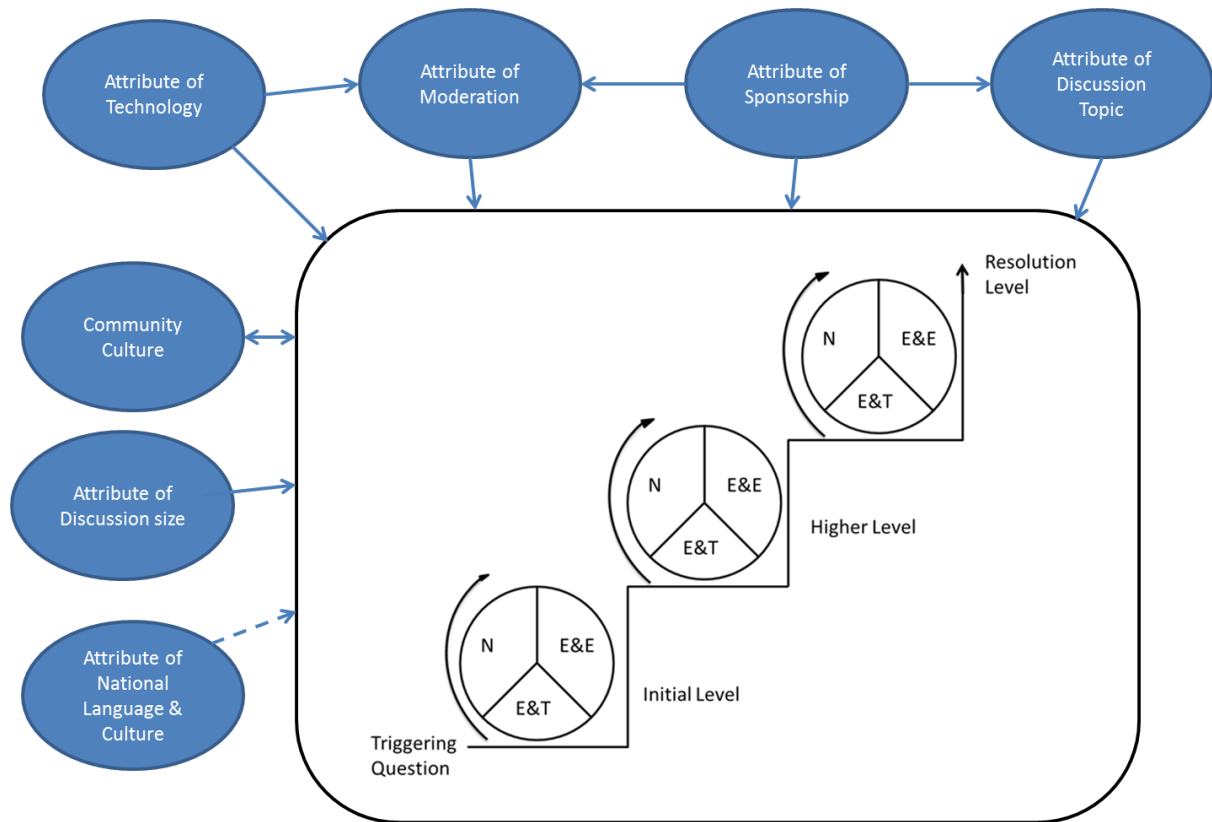 Attribute of
Technology
Attribute of
Moderation
Attribute of
Sponsorship
Attribute of
Discussion
Topic
Community
Culture
Attribute of
Discussion size
Attribute of
National
Language &
Culture
Resolution
Level
N
E&E
E&T
N
E&E
E&T
Higher Level
N
E&E
E&T
Initial Level
Triggering
Question